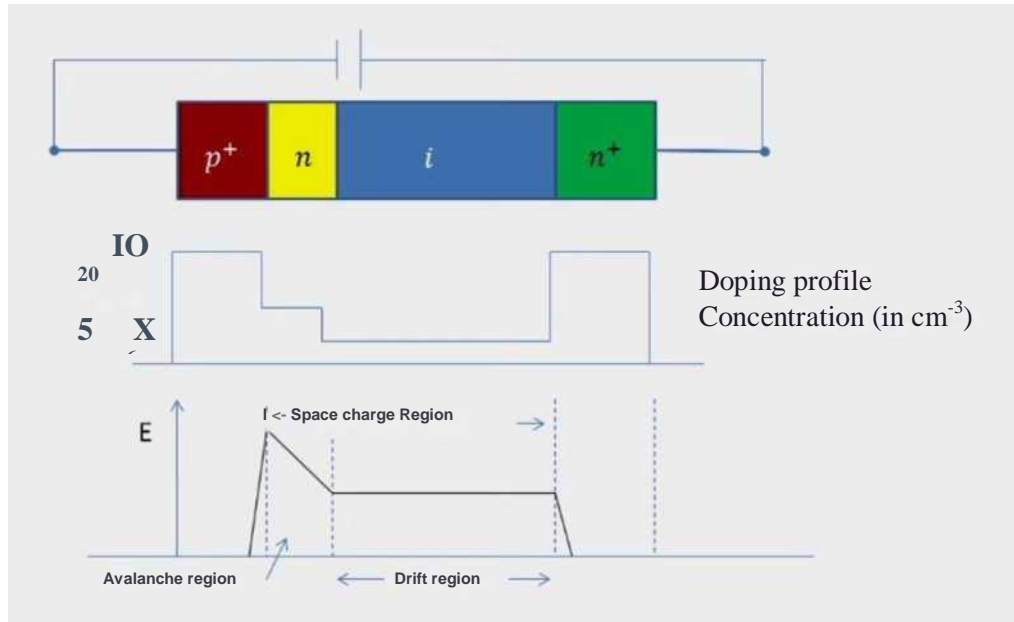 p+ n i n+
IO
20
5 X
Doping profile
Concentration (in cm-3)
E
I <- Space charge Region
Avalanche region
Drift region